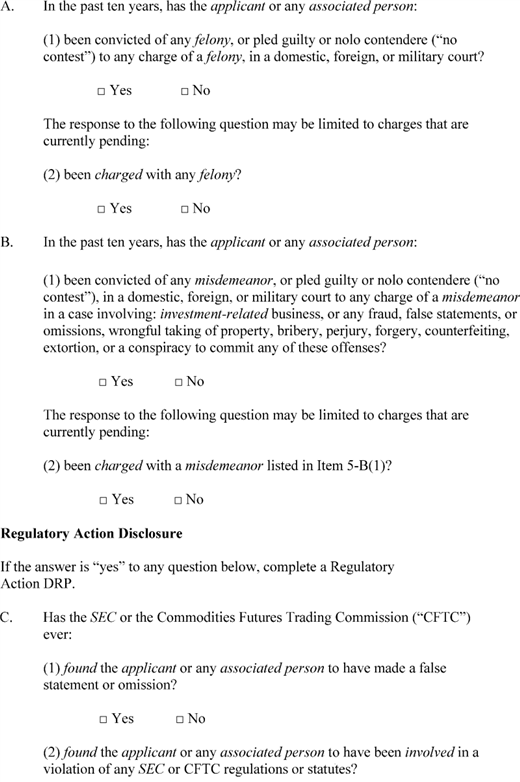 A. In the past ten years, has the applicant or any associated person:
(1) been convicted of any felony, or pled guilty or nolo contendere (“no
contest”) to any charge of a felony, in a domestic, foreign, or military court?
□ Yes □ No
The response to the following question may be limited to charges that are
currently pending:
(2) been charged with any felony?
□ Yes □ No
B. In the past ten years, has the applicant or any associated person:
(1) been convicted of any misdemeanor, or pled guilty or nolo contendere (“no
contest”), in a domestic, foreign, or military court to any charge of a misdemeanor
in a case involving: investment-related business, or any fraud, false statements, or
omissions, wrongful taking of property, bribery, perjury, forgery, counterfeiting,
extortion, or a conspiracy to commit any of these offenses?
□ Yes □ No
The response to the following question may be limited to charges that are
currently pending:
(2) been charged with a misdemeanor listed in Item 5-B(1)?
□ Yes □ No
Regulatory Action Disclosure
If the answer is “yes” to any question below, complete a Regulatory
Action DRP.
C. Has the SEC or the Commodities Futures Trading Commission (“CFTC”)
ever:
(1) found the applicant or any associated person to have made a false
statement or omission?
□ Yes □ No
(2) found the applicant or any associated person to have been involved in a
violation of any SEC or CFTC regulations or statutes?